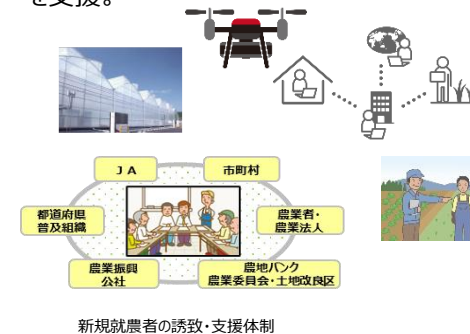 を支援。
ＪＡ
市町村
都道府県
普及組織
農業者・
農業法人
農業振興
公社
農地バンク
農業委員会・土地改良区
新規就農者の誘致・支援体制